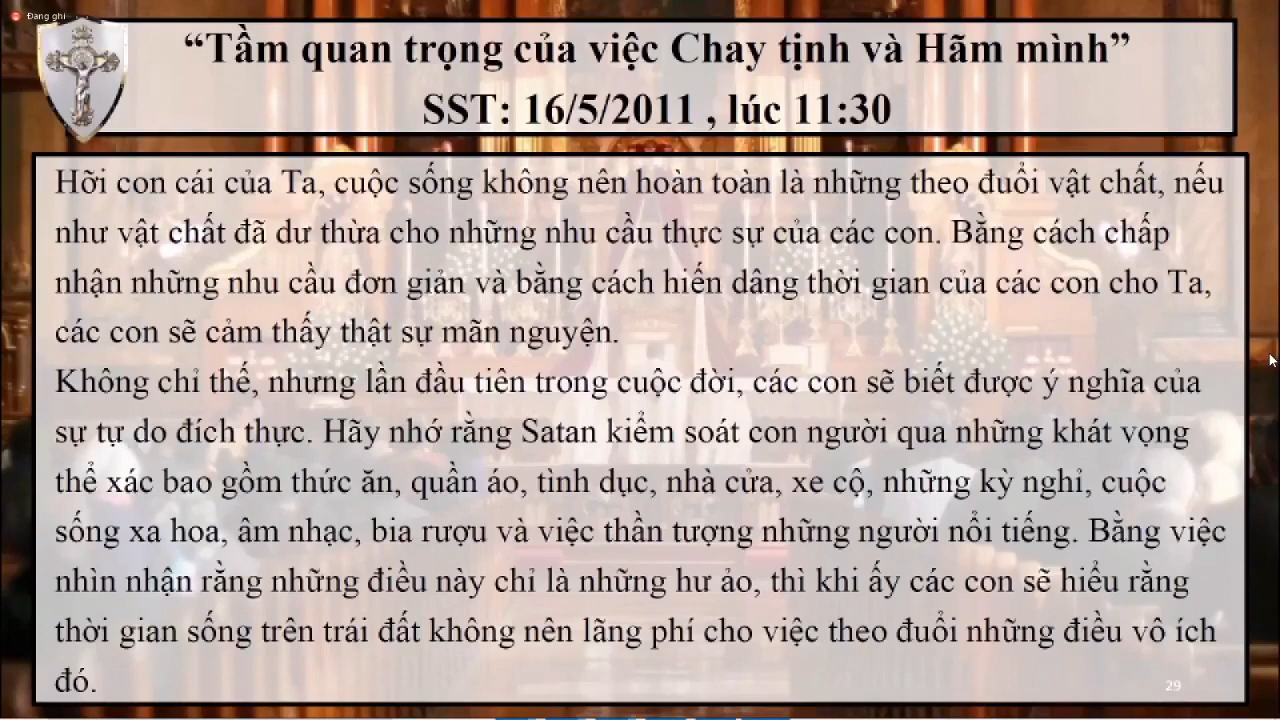 Đang ghi
“Tầm quan trọng của việc Chay tịnh và Hãm mình”
SST: 16/5/2011 , lúc 11:30
Hỡi con cái của Ta, cuộc sống không nên hoàn toàn là những theo đuổi vật chất, nếu
như vật chất đã dư thừa cho những nhu cầu thực sự của các con. Bằng cách chấp
nhận những nhu cầu đơn giản và bằng cách hiến dâng thời gian của các con cho Ta,
các con sẽ cảm thấy thật sự mãn nguyện.
Không chỉ thế, nhưng lần đầu tiên trong cuộc đời, các con sẽ biết được ý nghĩa của
sự tự do đích thực. Hãy nhớ rằng Satan kiểm soát con người qua những khát vọng
thể xác bao gồm thức ăn, quần áo, tình dục, nhà cửa, xe cộ, những kỳ nghỉ, cuộc
sống xa hoa, âm nhạc, bia rượu và việc thần tượng những người nổi tiếng. Bằng việc
nhìn nhận rằng những điều này chỉ là những hư ảo, thì khi ấy các con sẽ hiểu rằng
thời gian sống trên trái đất không nên lãng phí cho việc theo đuổi những điều vô ích
đó.
29